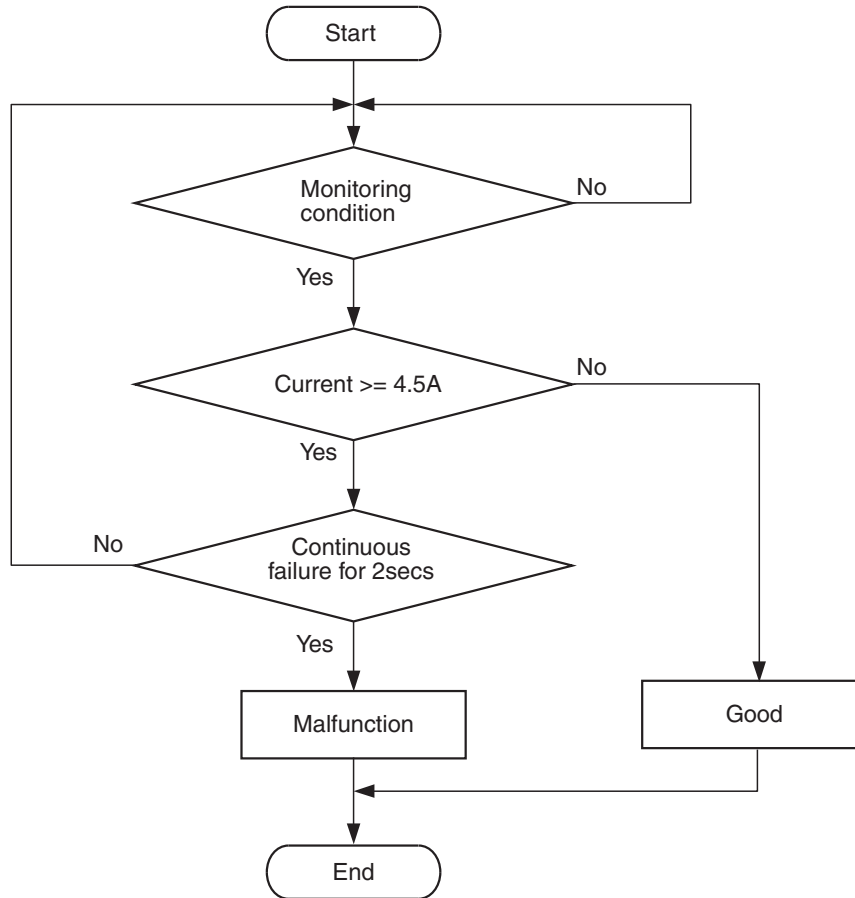 Start
Monitoring
condition
No
Yes
Current >= 4.5A
No
Yes
Continuous
failure for 2secs
No
Yes
Malfunction
Good
End